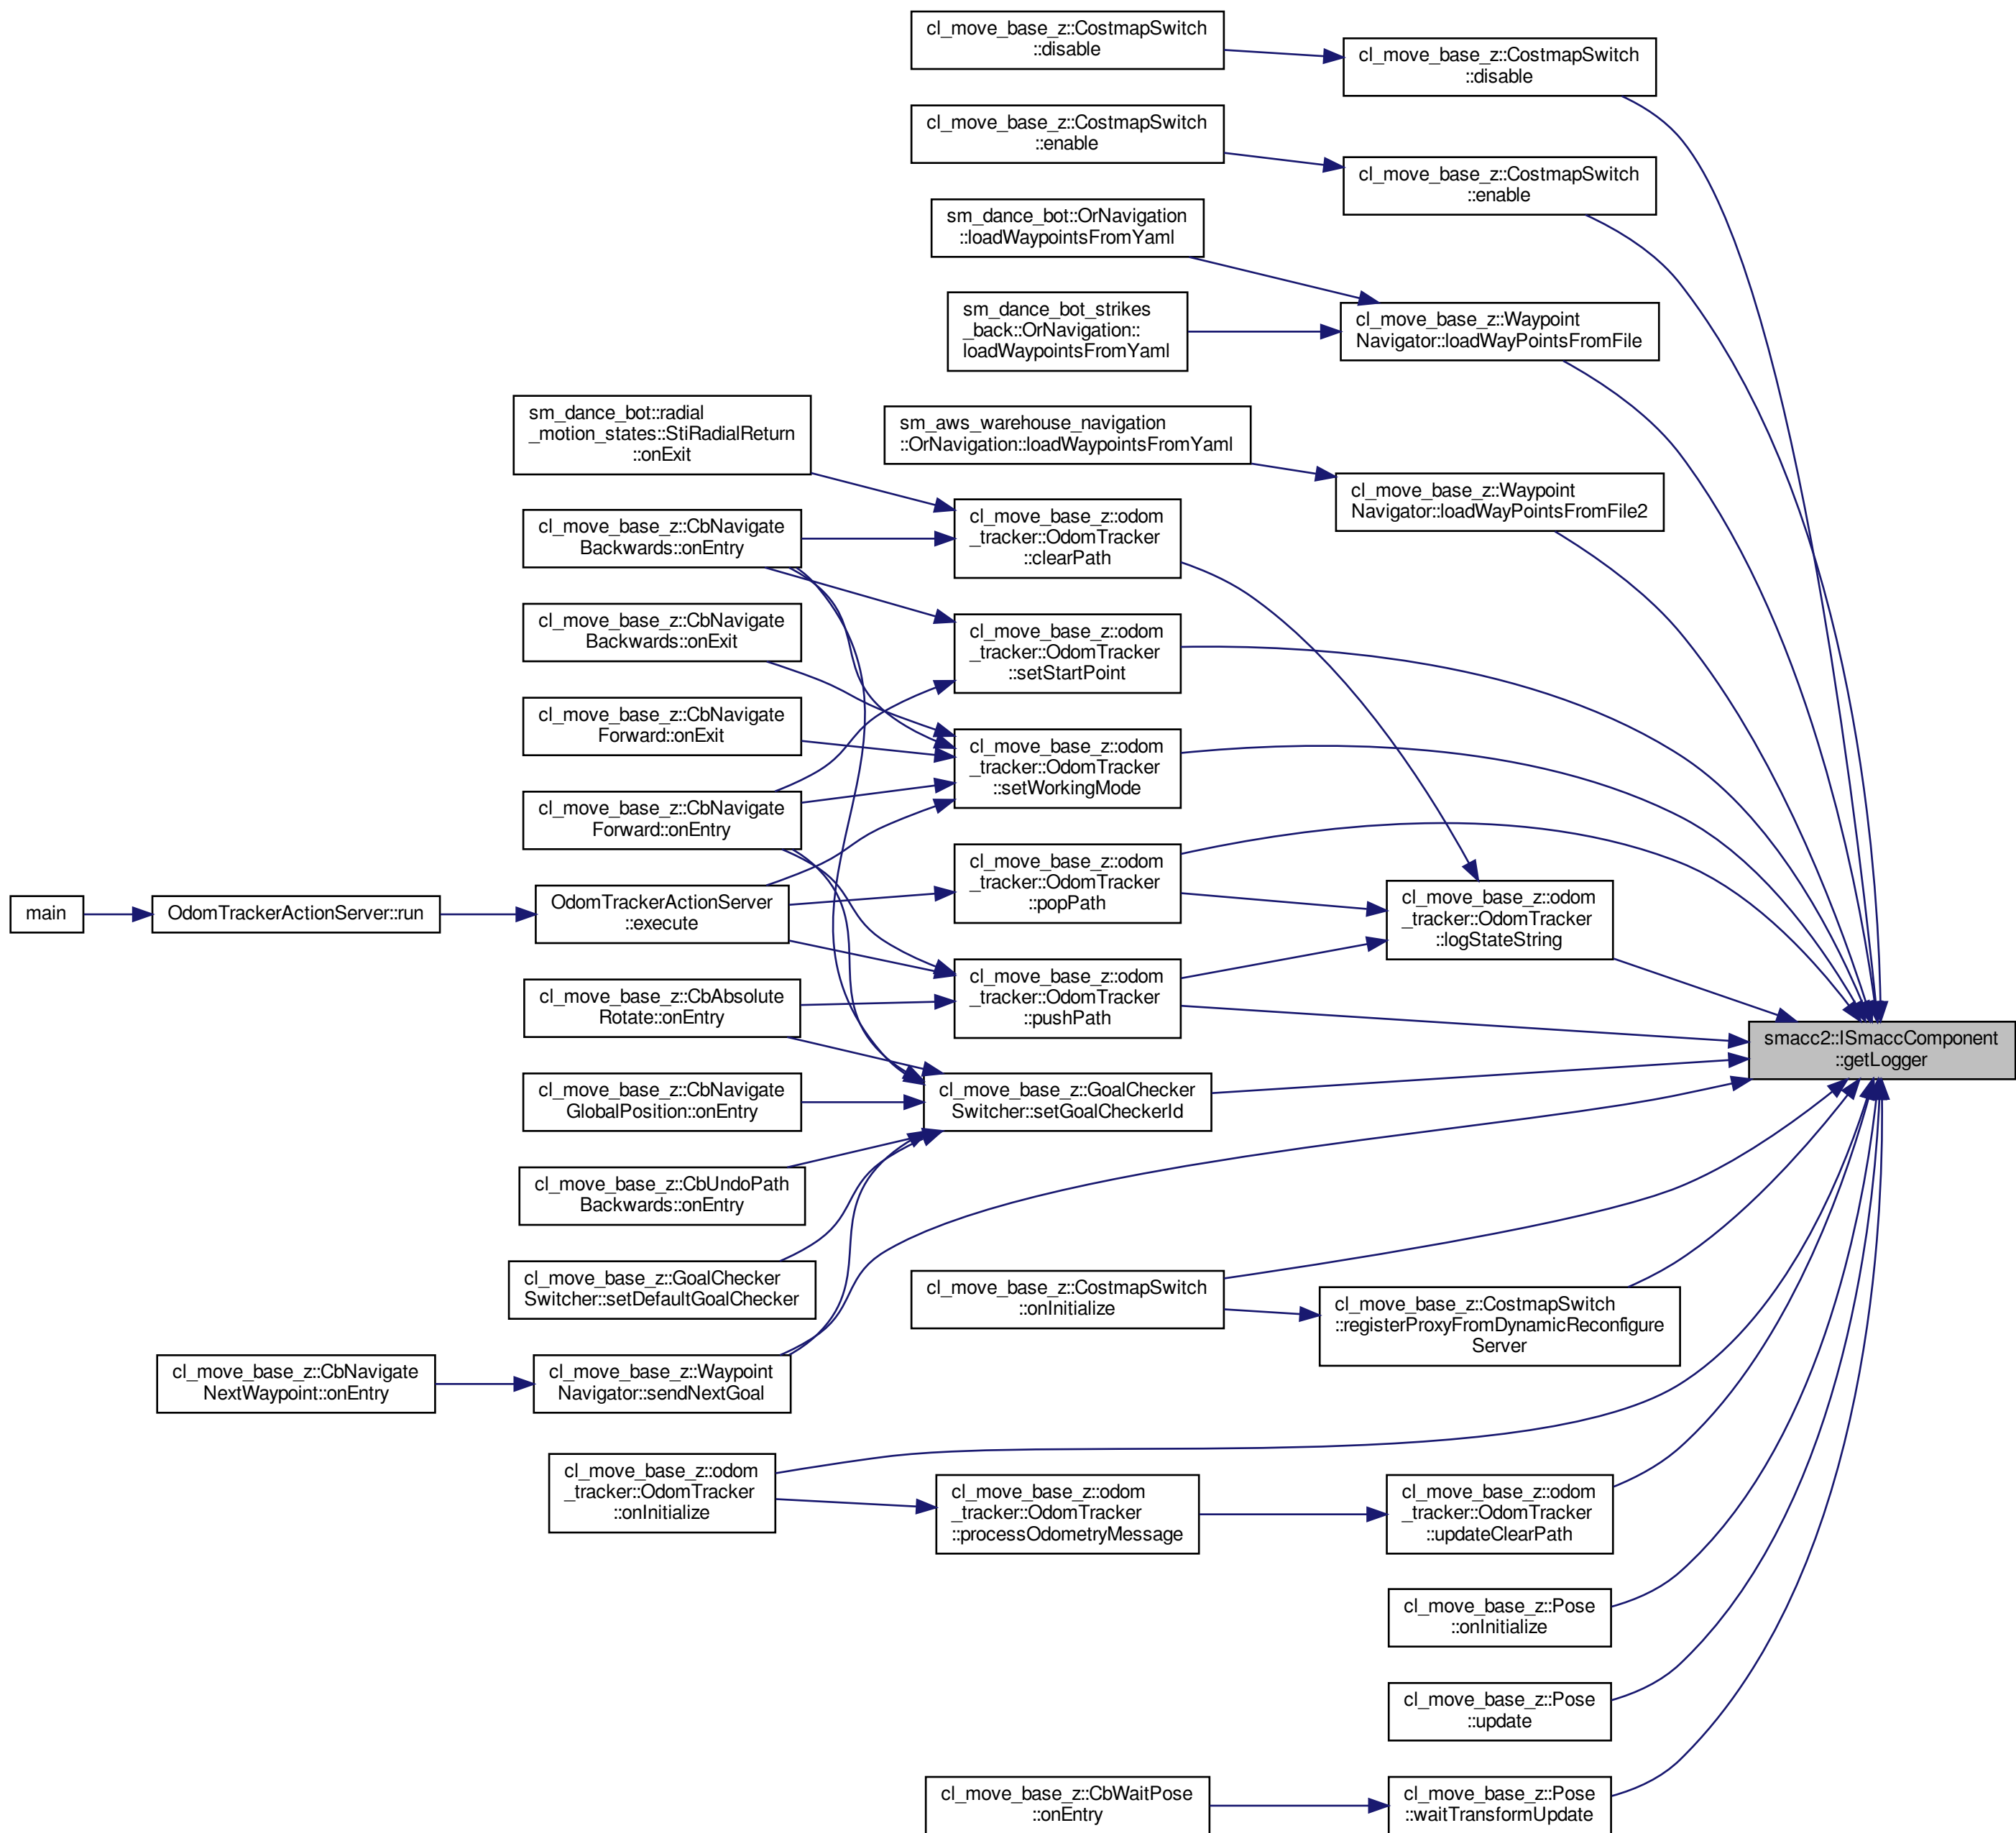 cl_move_base_z::CostmapSwitch
::disable
cl_move_base_z::CostmapSwitch
::disable
cl_move_base_z::CostmapSwitch
::enable
cl_move_base_z::CostmapSwitch
::enable
sm_dance_bot::OrNavigation
::loadWaypointsFromYaml
sm_dance_bot_strikes
_back::OrNavigation::
loadWaypointsFromYaml
cl_move_base_z::Waypoint
Navigator::loadWayPointsFromFile
sm_dance_bot::radial
_motion_states::StiRadialReturn
::onExit
sm_aws_warehouse_navigation
::OrNavigation::loadWaypointsFromYaml
cl_move_base_z::Waypoint
Navigator::loadWayPointsFromFile2
cl_move_base_z::CbNavigate
Backwards::onEntry
cl_move_base_z::odom
_tracker::OdomTracker
::clearPath
cl_move_base_z::CbNavigate
Backwards::onExit
cl_move_base_z::odom
_tracker::OdomTracker
::setStartPoint
cl_move_base_z::CbNavigate
Forward::onExit
cl_move_base_z::odom
_tracker::OdomTracker
::setWorkingMode
cl_move_base_z::CbNavigate
Forward::onEntry
cl_move_base_z::odom
_tracker::OdomTracker
::popPath
main
OdomTrackerActionServer::run
OdomTrackerActionServer
::execute
cl_move_base_z::odom
_tracker::OdomTracker
::logStateString
cl_move_base_z::CbAbsolute
Rotate::onEntry
cl_move_base_z::odom
_tracker::OdomTracker
::pushPath
smacc2::ISmaccComponent
::getLogger
cl_move_base_z::CbNavigate
GlobalPosition::onEntry
cl_move_base_z::GoalChecker
Switcher::setGoalCheckerId
cl_move_base_z::CbUndoPath
Backwards::onEntry
cl_move_base_z::GoalChecker
Switcher::setDefaultGoalChecker
cl_move_base_z::CostmapSwitch
::onInitialize
cl_move_base_z::CostmapSwitch
::registerProxyFromDynamicReconfigure
Server
cl_move_base_z::CbNavigate
NextWaypoint::onEntry
cl_move_base_z::Waypoint
Navigator::sendNextGoal
cl_move_base_z::odom
_tracker::OdomTracker
::onInitialize
cl_move_base_z::odom
_tracker::OdomTracker
::processOdometryMessage
cl_move_base_z::odom
_tracker::OdomTracker
::updateClearPath
cl_move_base_z::Pose
::onInitialize
cl_move_base_z::Pose
::update
cl_move_base_z::CbWaitPose
::onEntry
cl_move_base_z::Pose
::waitTransformUpdate